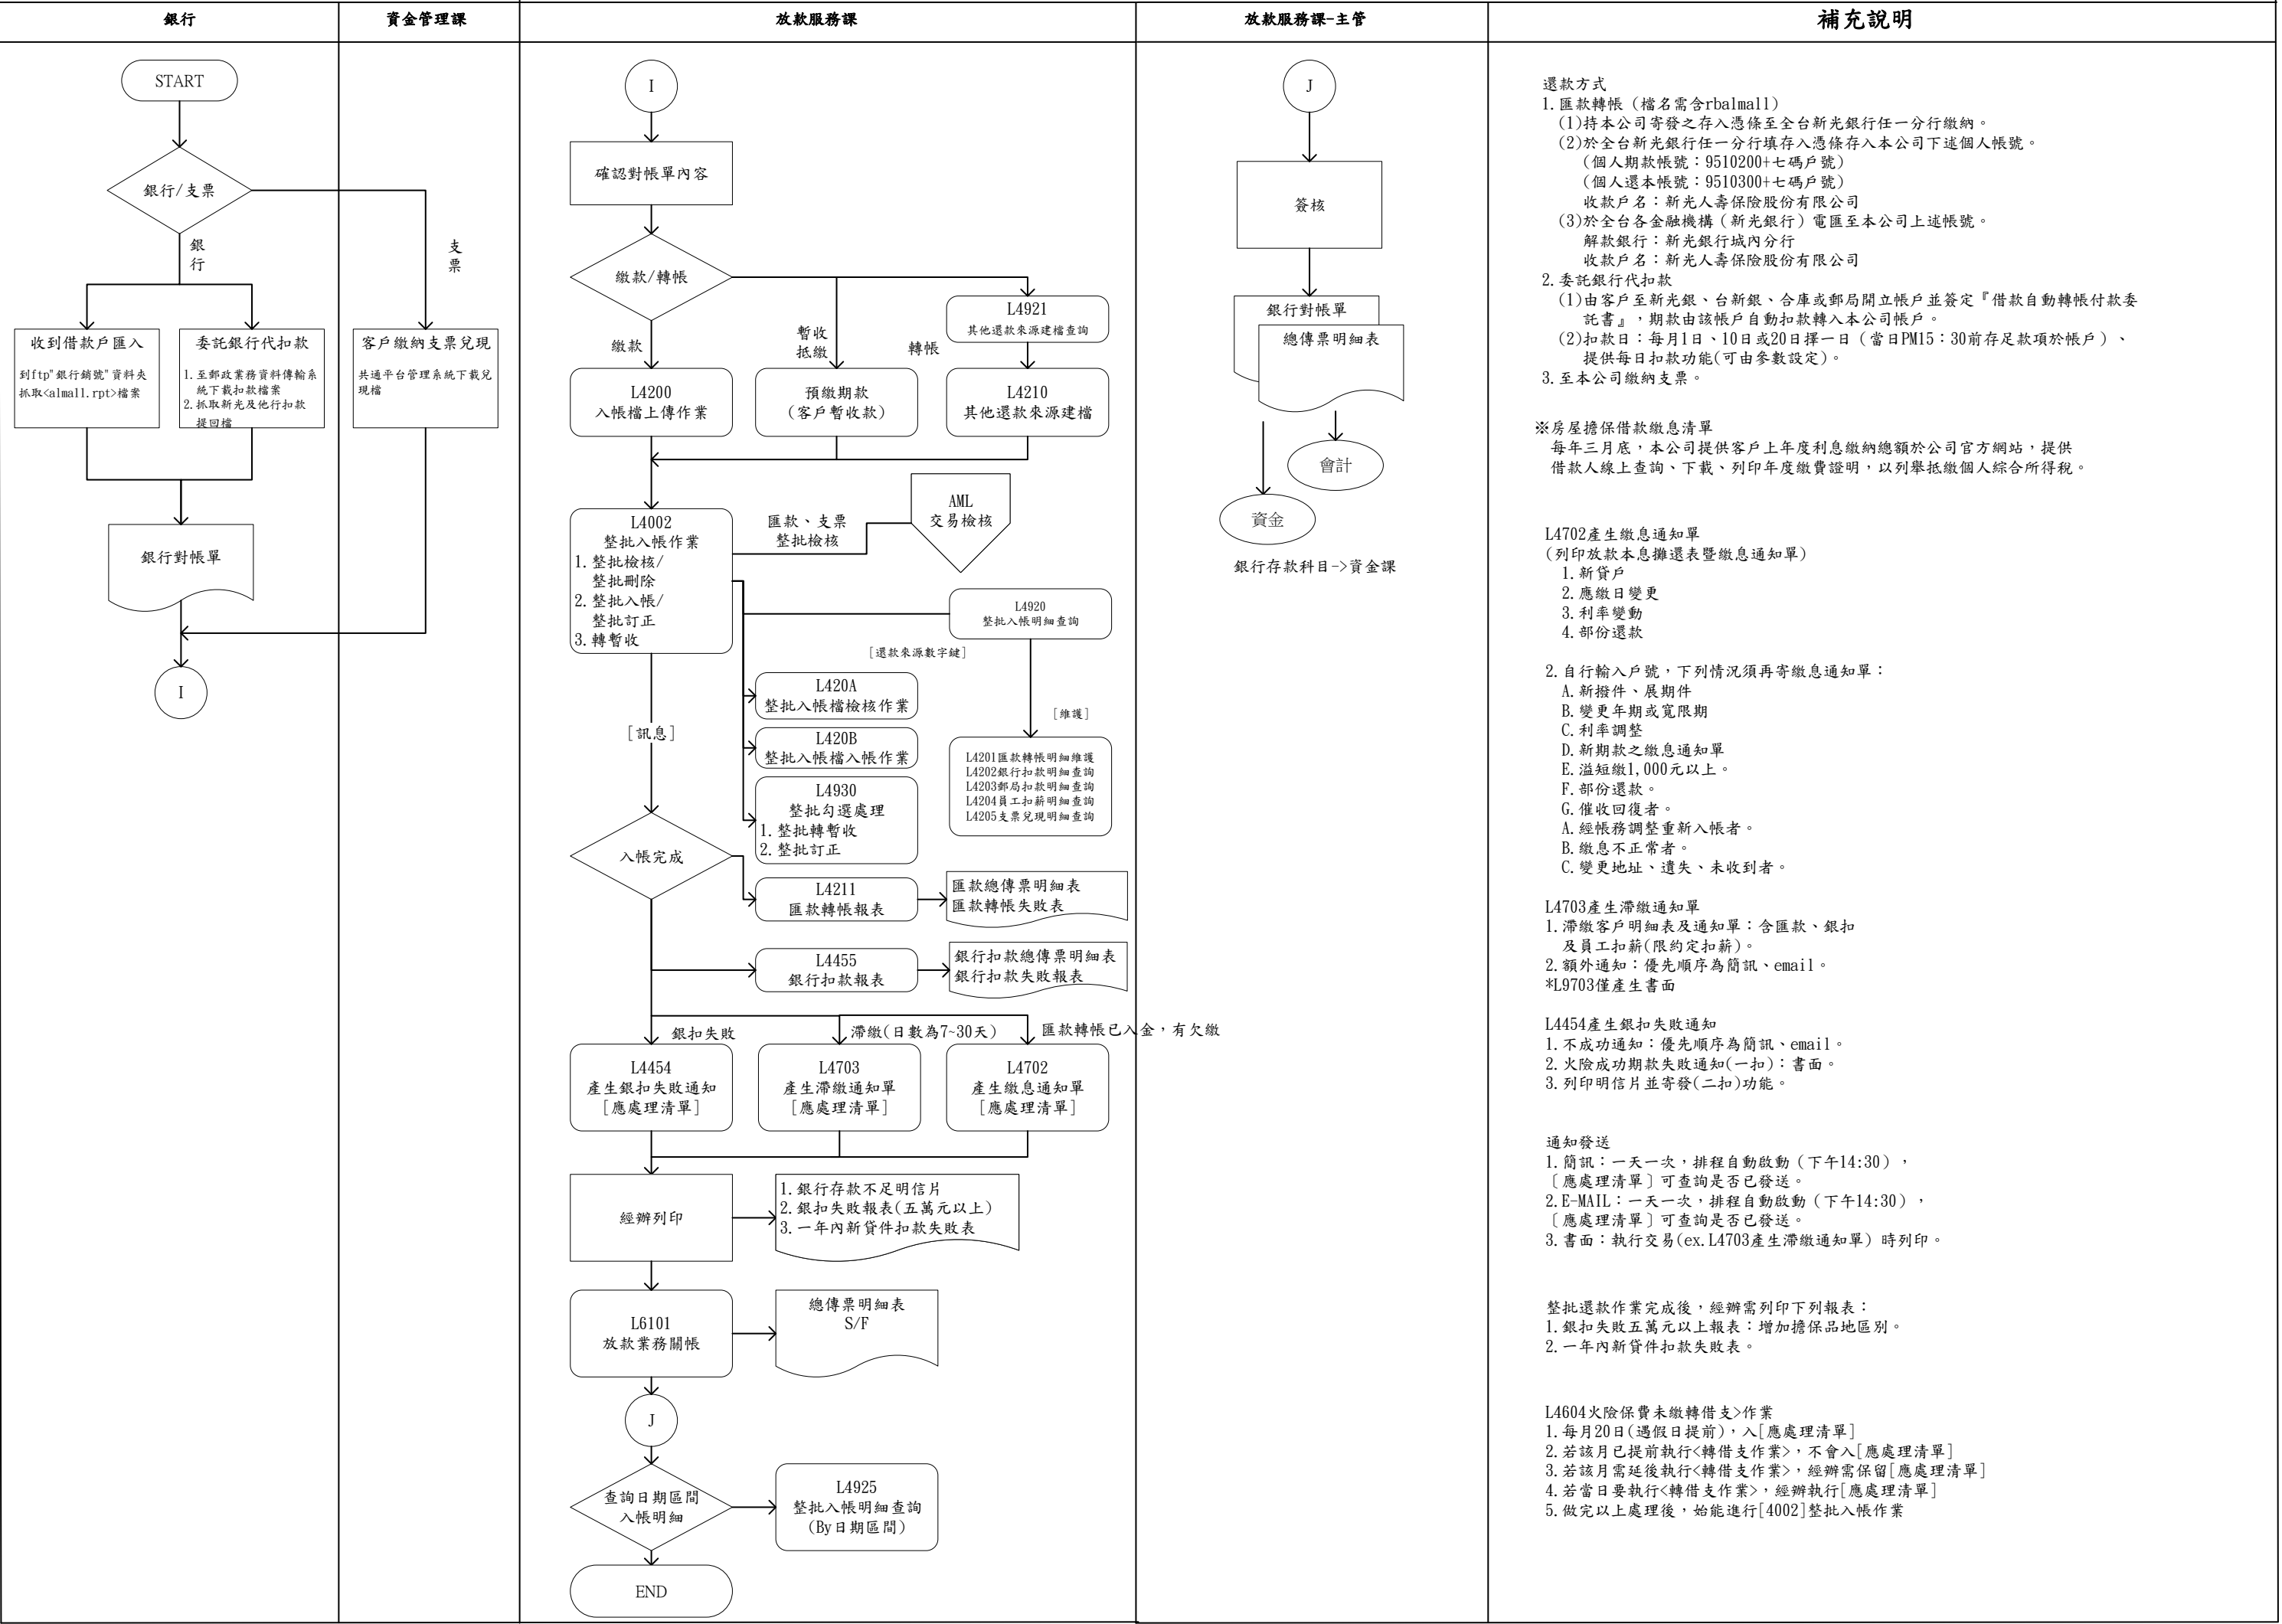 銀行
資金管理課
放款服務課
放款服務課-主管
補充說明
START
銀行/支票
銀
行
支
票
收到借款戶匯入
到ftp"銀行銷號"資料夾
抓取<almall.rpt>檔案
委託銀行代扣款
1.至郵政業務資料傳輸系
統下載扣款檔案
2.抓取新光及他行扣款
提回檔
客戶繳納支票兌現
共通平台管理系統下載兌
現檔
銀行對帳單
I
I
確認對帳單內容
繳款/轉帳
繳款
暫收
抵繳
轉帳
L4921
其他還款來源建檔查詢
L4200
入帳檔上傳作業
預繳期款
(客戶暫收款)
L4210
其他還款來源建檔
L4002
整批入帳作業
1.整批檢核/
整批刪除
2.整批入帳/
整批訂正
3.轉暫收
匯款、支票
整批檢核
AML
交易檢核
L4920
整批入帳明細查詢
[還款來源數字鍵]
[維護]
L420A
整批入帳檔檢核作業
L420B
整批入帳檔入帳作業
L4930
整批勾選處理
1.整批轉暫收
2.整批訂正
L4201匯款轉帳明細維護
L4202銀行扣款明細查詢
L4203郵局扣款明細查詢
L4204員工扣薪明細查詢
L4205支票兌現明細查詢
[訊息]
入帳完成
L4211
匯款轉帳報表
匯款總傳票明細表
匯款轉帳失敗表
L4455
銀行扣款報表
銀行扣款總傳票明細表
銀行扣款失敗報表
銀扣失敗
滯繳(日數為7~30天)
匯款轉帳已入金，有欠繳
L4454
產生銀扣失敗通知
[應處理清單]
L4703
產生滯繳通知單
[應處理清單]
L4702
產生繳息通知單
[應處理清單]
經辦列印
1.銀行存款不足明信片
2.銀扣失敗報表(五萬元以上)
3.一年內新貸件扣款失敗表
L6101
放款業務關帳
總傳票明細表
S/F
J
查詢日期區間
入帳明細
L4925
整批入帳明細查詢
(By日期區間)
END
J
簽核
銀行對帳單
總傳票明細表
會計
資金
銀行存款科目->資金課
還款方式
1.匯款轉帳（檔名需含rbalmall）
(1)持本公司寄發之存入憑條至全台新光銀行任一分行繳納。
(2)於全台新光銀行任一分行填存入憑條存入本公司下述個人帳號。
(個人期款帳號：9510200+七碼戶號)
(個人還本帳號：9510300+七碼戶號)
收款戶名：新光人壽保險股份有限公司
(3)於全台各金融機構（新光銀行）電匯至本公司上述帳號。
解款銀行：新光銀行城內分行
收款戶名：新光人壽保險股份有限公司
2.委託銀行代扣款
(1)由客戶至新光銀、台新銀、合庫或郵局開立帳戶並簽定『借款自動轉帳付款委
託書』，期款由該帳戶自動扣款轉入本公司帳戶。
(2)扣款日：每月1日、10日或20日擇一日（當日PM15：30前存足款項於帳戶）、
提供每日扣款功能(可由參數設定)。
3.至本公司繳納支票。
※房屋擔保借款繳息清單
每年三月底，本公司提供客戶上年度利息繳納總額於公司官方網站，提供
借款人線上查詢、下載、列印年度繳費證明，以列舉抵繳個人綜合所得稅。
L4702產生繳息通知單
(列印放款本息攤還表暨繳息通知單)
1.新貸戶
2.應繳日變更
3.利率變動
4.部份還款
2.自行輸入戶號，下列情況須再寄繳息通知單：
A.新撥件、展期件
B.變更年期或寬限期
C.利率調整
D.新期款之繳息通知單
E.溢短繳1,000元以上。
F.部份還款。
G.催收回復者。
A.經帳務調整重新入帳者。
B.繳息不正常者。
C.變更地址、遺失、未收到者。
L4703產生滯繳通知單
1.滯繳客戶明細表及通知單：含匯款、銀扣
及員工扣薪(限約定扣薪)。
2.額外通知：優先順序為簡訊、email。
*L9703僅產生書面
L4454產生銀扣失敗通知
1.不成功通知：優先順序為簡訊、email。
2.火險成功期款失敗通知(一扣)：書面。
3.列印明信片並寄發(二扣)功能。
通知發送
1.簡訊：一天一次，排程自動啟動（下午14:30），
［應處理清單］可查詢是否已發送。
2.E-MAIL：一天一次，排程自動啟動（下午14:30），
［應處理清單］可查詢是否已發送。
3.書面：執行交易(ex.L4703產生滯繳通知單) 時列印。
整批還款作業完成後，經辦需列印下列報表：
1.銀扣失敗五萬元以上報表：增加擔保品地區別。
2.一年內新貸件扣款失敗表。
L4604火險保費未繳轉借支>作業
1.每月20日(遇假日提前)，入[應處理清單]
2.若該月已提前執行<轉借支作業>，不會入[應處理清單]
3.若該月需延後執行<轉借支作業>，經辦需保留[應處理清單]
4.若當日要執行<轉借支作業>，經辦執行[應處理清單]
5.做完以上處理後，始能進行[4002]整批入帳作業